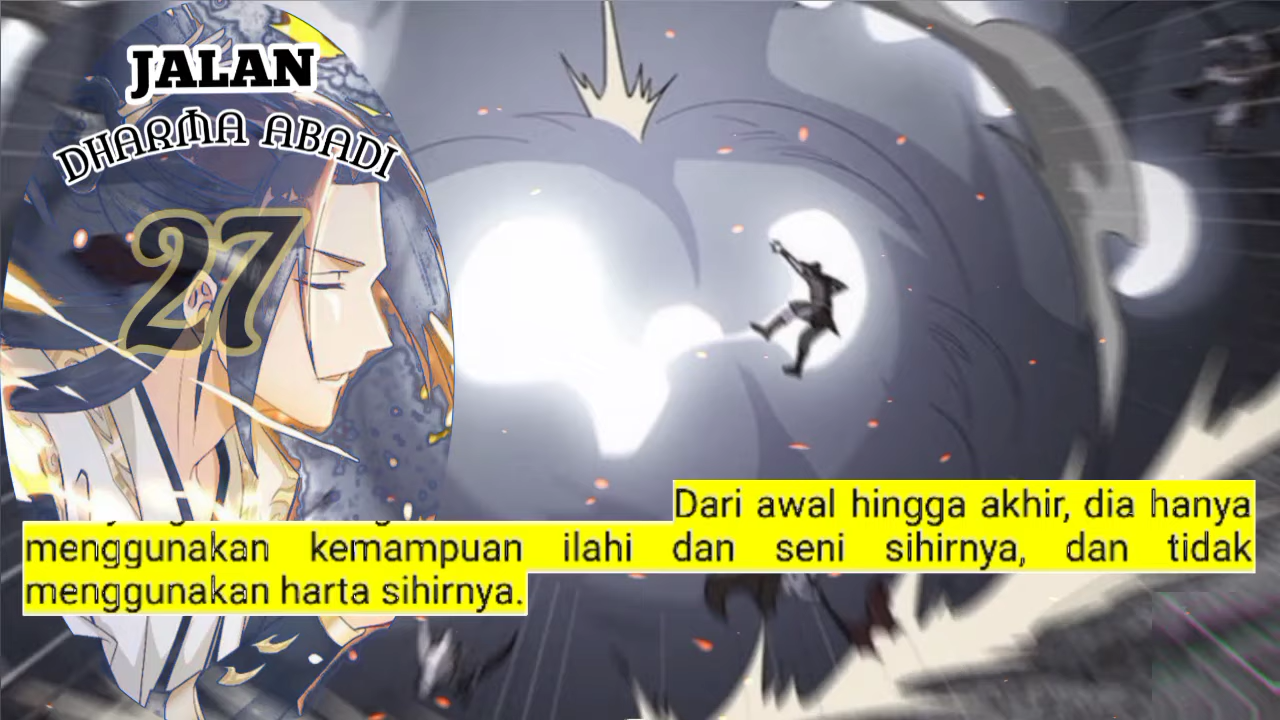 JALAN
DHARMA ABADI
27
Dari awal hingga akhir, dia hanya
menggunakan kemampuan ilahi dan seni sihirnya, dan tidak
menggunakan harta sihirnya.